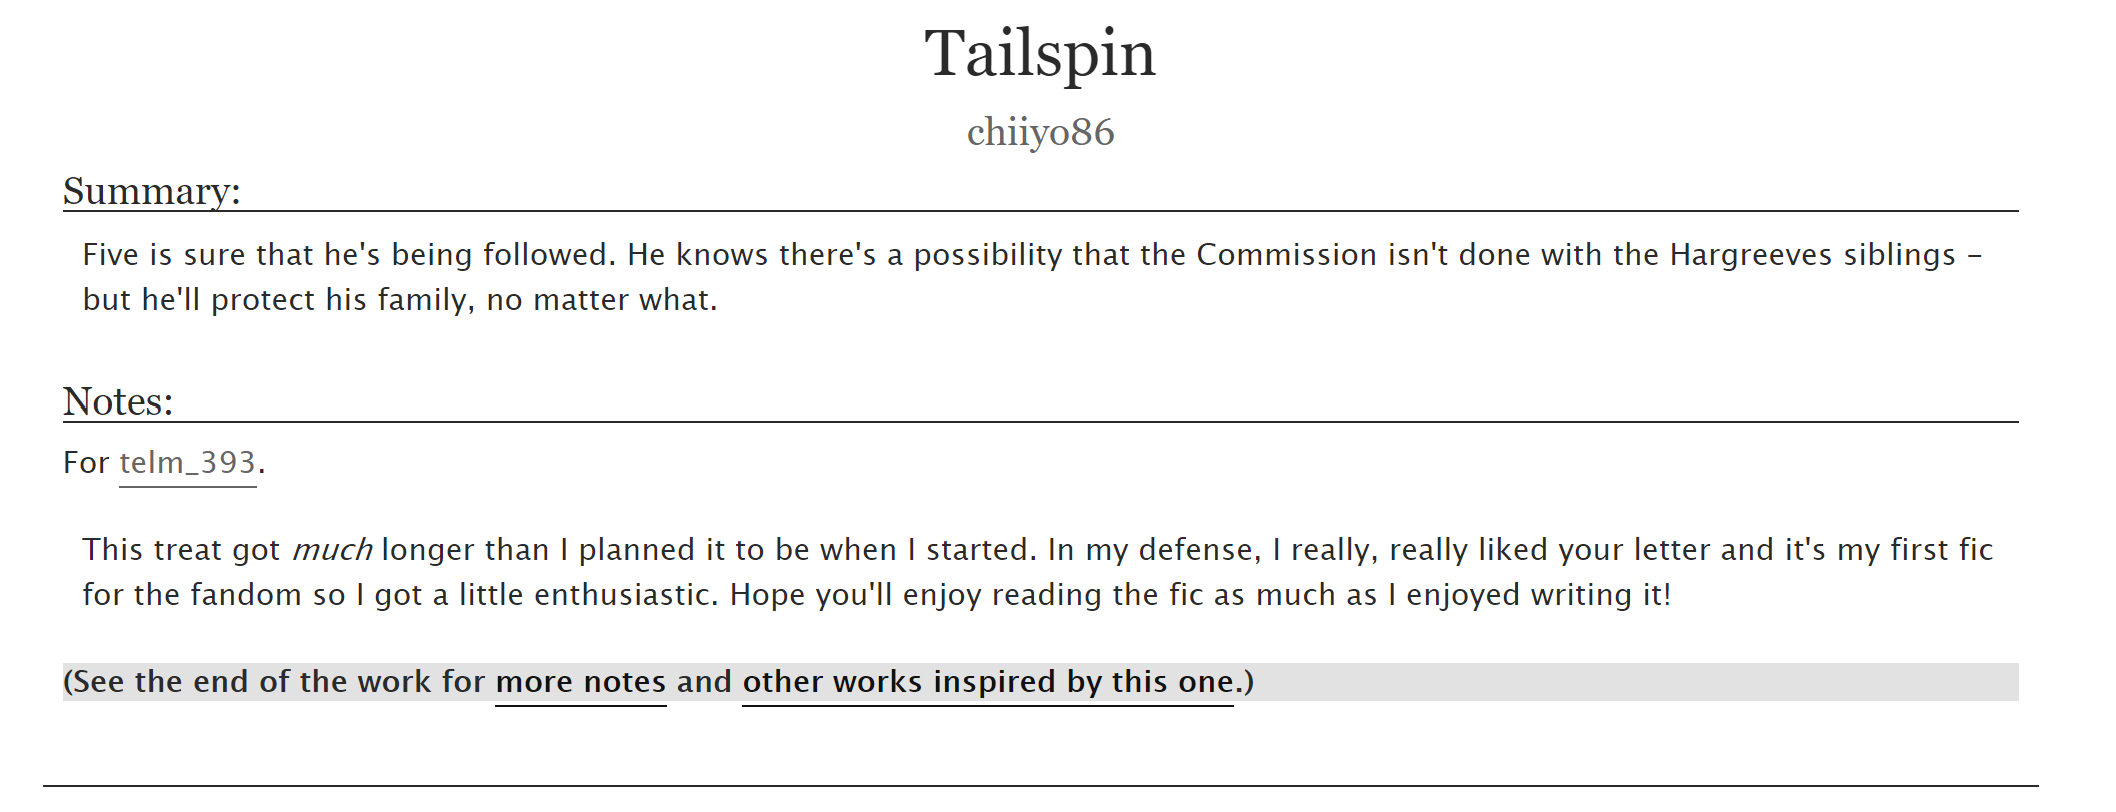 Tailspin
chiiyo86
Summary:
Five is sure that he's being followed. He knows there's a possibility that the Commission isn't done with the Hargreeves siblings –
but he'll protect his family, no matter what.
Notes:
For telm_393.
This treat got much longer than I planned it to be when I started. In my defense, I really, really liked your letter and it's my first fic
for the fandom so I got a little enthusiastic. Hope you'll enjoy reading the fic as much as I enjoyed writing it!
(See the end of the work for more notes and other works inspired by this one.)